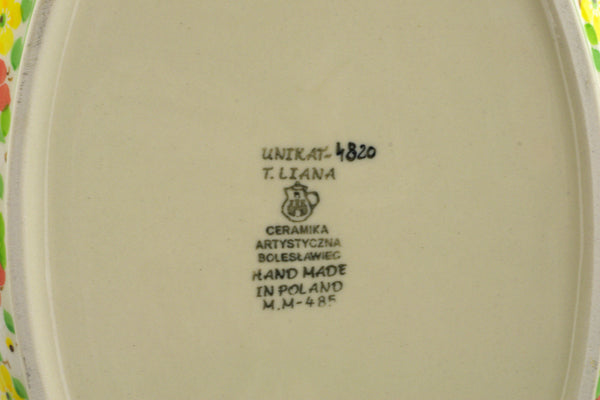 UNIKAT-4820
T. LIANA
CERAMIKA
ARTYSTYCZNA
BOLESŁAWIEC
HAND MADE
IN POLAND
M.M-485